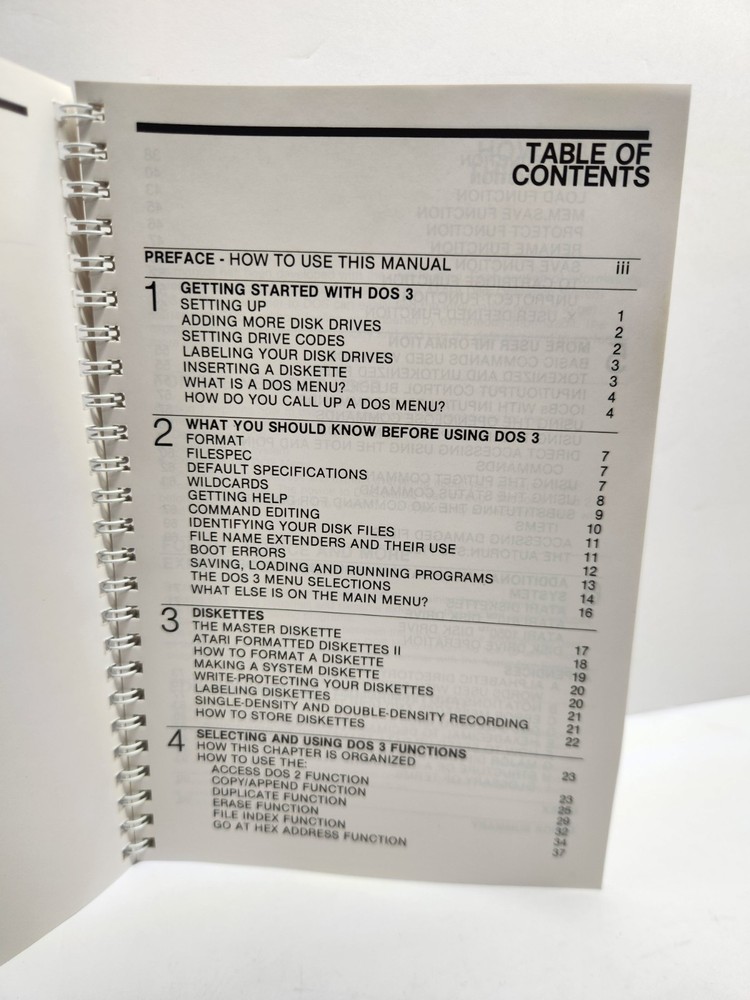 TABLE OF
CONTENTS
PREFACE - HOW TO USE THIS MANUAL iii
1 GETTING STARTED WITH DOS 3
SETTING UP 1
ADDING MORE DISK DRIVES 2
SETTING DRIVE CODES 2
LABELING YOUR DISK DRIVES 3
INSERTING A DISKETTE 3
WHAT IS A DOS MENU? 4
HOW DO YOU CALL UP A DOS MENU? 4
2 WHAT YOU SHOULD KNOW BEFORE USING DOS 3
FORMAT 7
FILESPEC 7
DEFAULT SPECIFICATIONS 7
WILDCARDS 8
GETTING HELP 9
COMMAND EDITING 10
IDENTIFYING YOUR DISK FILES 11
FILE NAME EXTENDERS AND THEIR USE 11
BOOT ERRORS 12
SAVING, LOADING AND RUNNING PROGRAMS 13
THE DOS 3 MENU SELECTIONS 14
WHAT ELSE IS ON THE MAIN MENU? 16
3 DISKETTES
THE MASTER DISKETTE 17
ATARI FORMATTED DISKETTES II 18
HOW TO FORMAT A DISKETTE 19
MAKING A SYSTEM DISKETTE 20
WRITE-PROTECTING YOUR DISKETTES 20
LABELING DISKETTES 21
SINGLE-DENSITY AND DOUBLE-DENSITY RECORDING 21
HOW TO STORE DISKETTES 22
4 SELECTING AND USING DOS 3 FUNCTIONS
HOW THIS CHAPTER IS ORGANIZED 23
HOW TO USE THE:
ACCESS DOS 2 FUNCTION 23
COPY/APPEND FUNCTION 25
DUPLICATE FUNCTION 29
ERASE FUNCTION 32
FILE INDEX FUNCTION 34
GO AT HEX ADDRESS FUNCTION 37